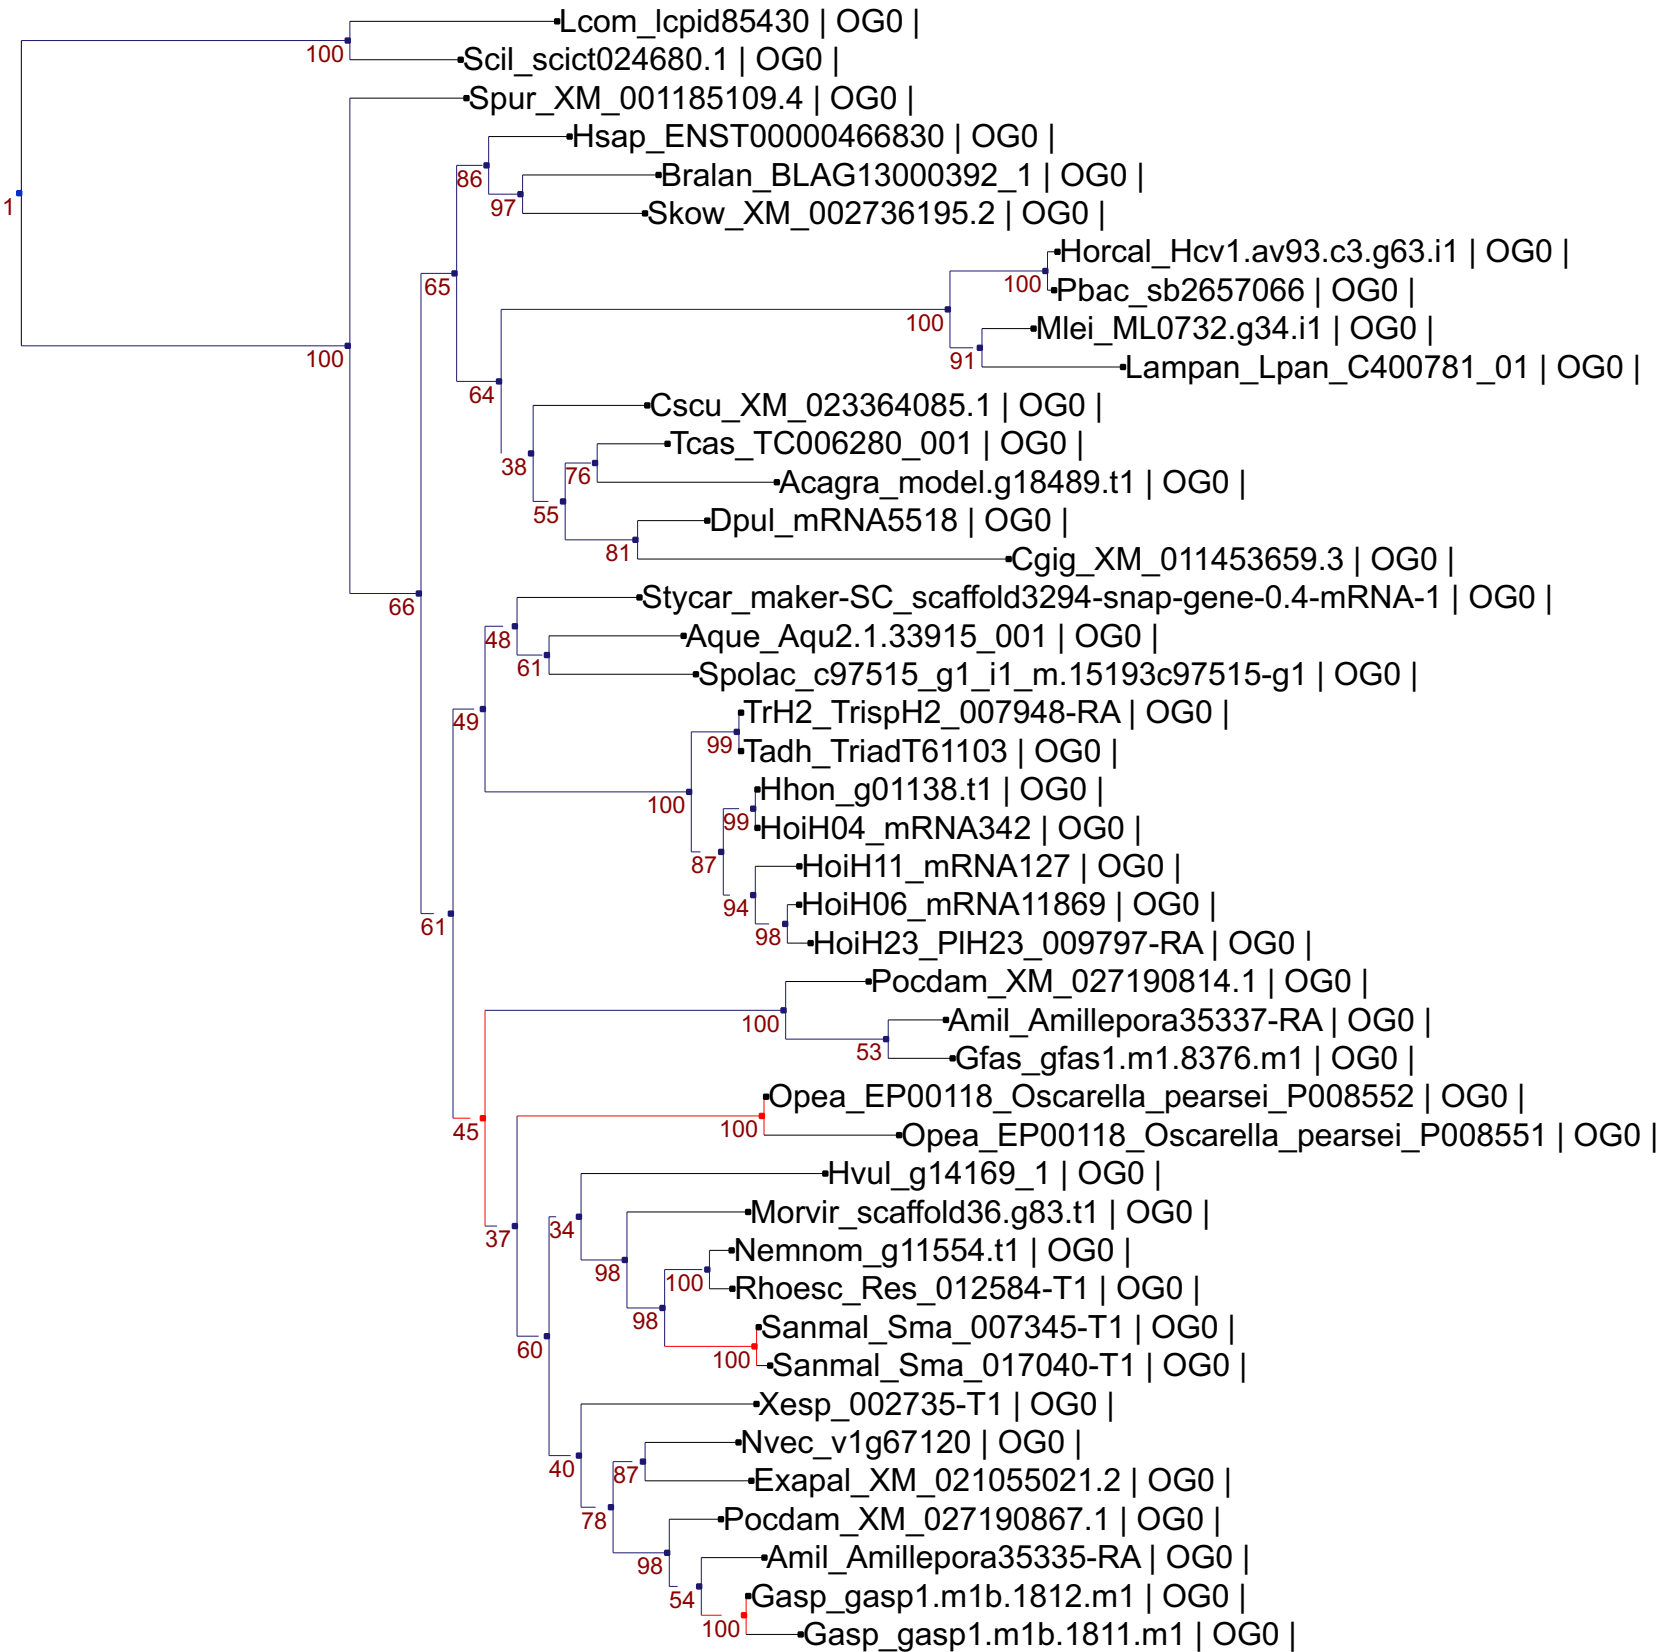 Lcom_lcpid85430 | OG0 |
100
Scil_scict024680.1 | OG0 |
Spur_XM_001185109.4 | OG0 |
Hsap_ENST00000466830 | OG0 |
86
Bralan_BLAG13000392_1 | OG0 |
1
97
Skow_XM_002736195.2 | OG0 |
Horcal_Hcv1.av93.c3.g63.i1 | OG0 |
65
100
Pbac_sb2657066 | OG0 |
100
Mlei_ML0732.g34.i1 | OG0 |
100
91
Lampan_Lpan_C400781_01 | OG0 |
64
Cscu_XM_023364085.1 | OG0 |
Tcas_TC006280_001 | OG0 |
38
76
Acagra_model.g18489.t1 | OG0 |
55
Dpul_mRNA5518 | OG0 |
81
Cgig_XM_011453659.3 | OG0 |
66
Stycar_maker-SC_scaffold3294-snap-gene-0.4-mRNA-1 | OG0 |
48
Aque_Aqu2.1.33915_001 | OG0 |
61
Spolac_c97515_g1_i1_m.15193c97515-g1 | OG0 |
49
TrH2_TrispH2_007948-RA | OG0 |
99
Tadh_TriadT61103 | OG0 |
100
Hhon_g01138.t1 | OG0 |
99
HoiH04_mRNA342 | OG0 |
87
HoiH11_mRNA127 | OG0 |
94
HoiH06_mRNA11869 | OG0 |
61
98
HoiH23_PlH23_009797-RA | OG0 |
Pocdam_XM_027190814.1 | OG0 |
100
Amil_Amillepora35337-RA | OG0 |
53
Gfas_gfas1.m1.8376.m1 | OG0 |
Opea_EP00118_Oscarella_pearsei_P008552 | OG0 |
45
100
Opea_EP00118_Oscarella_pearsei_P008551 | OG0 |
Hvul_g14169_1 | OG0 |
37
34
Morvir_scaffold36.g83.t1 | OG0 |
Nemnom_g11554.t1 | OG0 |
98
100
Rhoesc_Res_012584-T1 | OG0 |
98
Sanmal_Sma_007345-T1 | OG0 |
60
100
Sanmal_Sma_017040-T1 | OG0 |
Xesp_002735-T1 | OG0 |
Nvec_v1g67120 | OG0 |
40
87
Exapal_XM_021055021.2 | OG0 |
78
Pocdam_XM_027190867.1 | OG0 |
98
Amil_Amillepora35335-RA | OG0 |
54
Gasp_gasp1.m1b.1812.m1 | OG0 |
100
Gasp_gasp1.m1b.1811.m1 | OG0 |